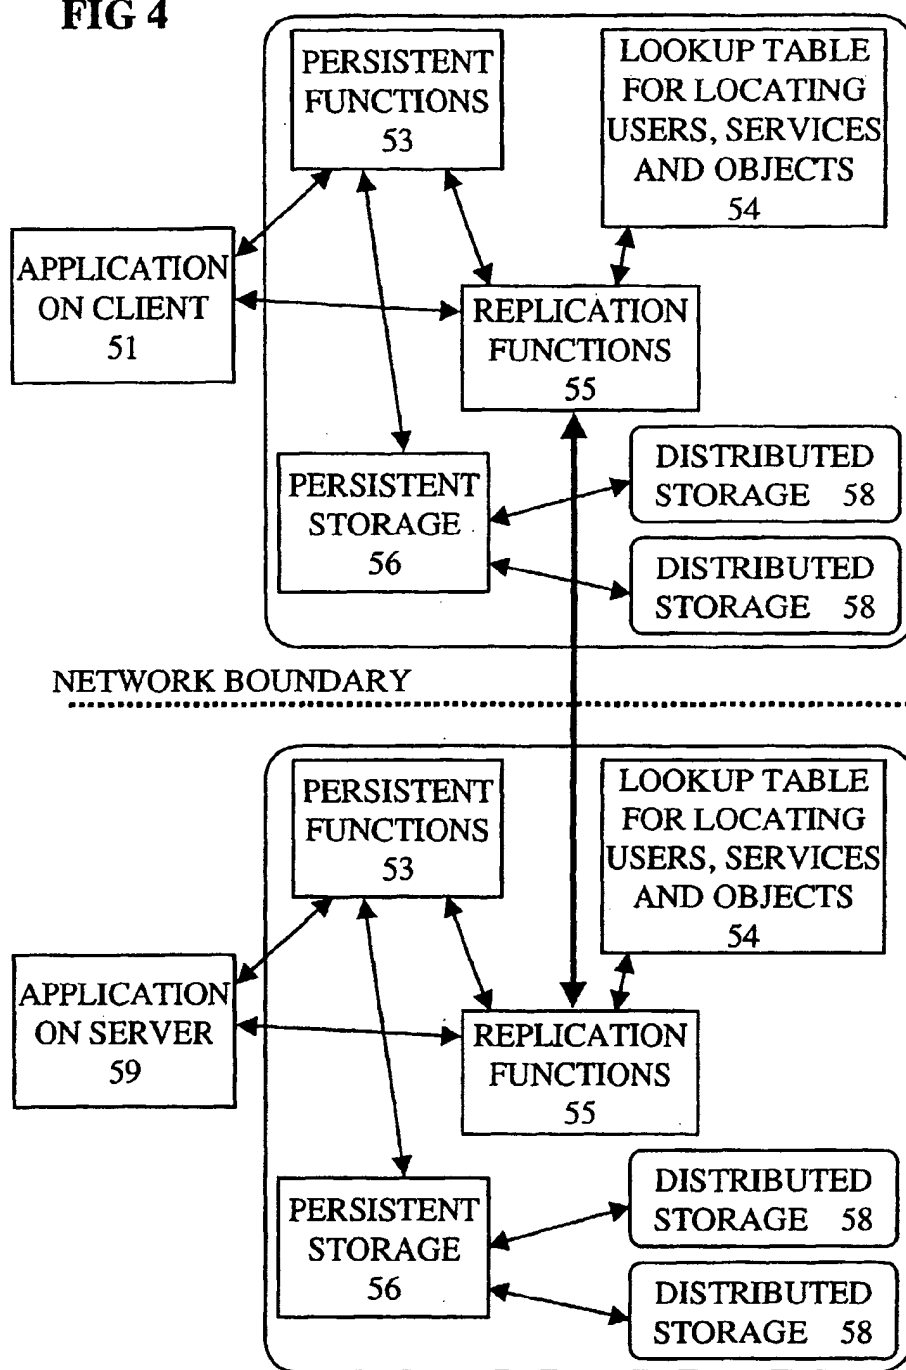 FIG 4
PERSISTENT
FUNCTIONS
53
LOOKUP TABLE
FOR LOCATING
USERS, SERVICES
AND OBJECTS
54
APPLICATION
ON CLIENT
51
REPLICATION
FUNCTIONS
55
PERSISTENT
STORAGE
56
DISTRIBUTED
STORAGE 58
DISTRIBUTED
STORAGE 58
NETWORK BOUNDARY
PERSISTENT
FUNCTIONS
53
LOOKUP TABLE
FOR LOCATING
USERS, SERVICES
AND OBJECTS
54
APPLICATION
ON SERVER
59
REPLICATION
FUNCTIONS
55
PERSISTENT
STORAGE
56
DISTRIBUTED
STORAGE 58
DISTRIBUTED
STORAGE 58